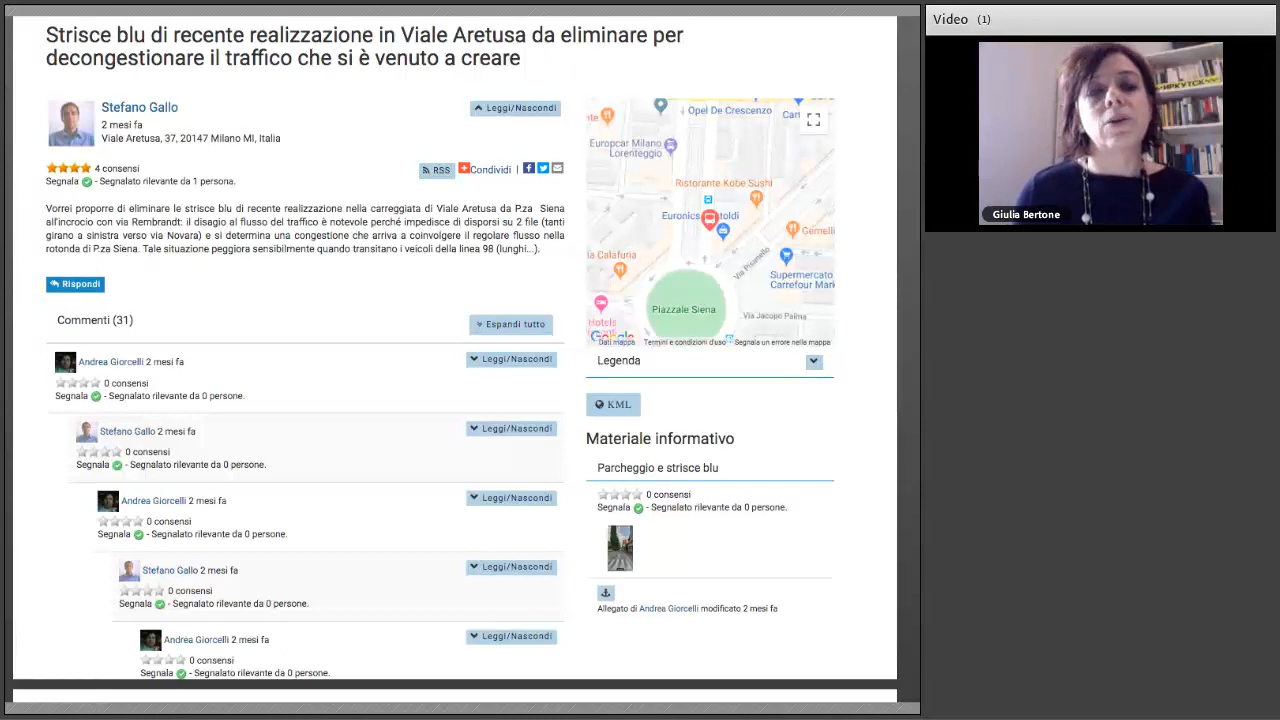 Strisce blu di recente realizzazione in Viale Aretusa da eliminare per
decongestionare il traffico che si è venuto a creare
Stefano Gallo
2 mesi fa
Viale Aretusa, 37, 20147 Milano MI, Italia
Leggi/Nascondi
4 consensi
Segnala - Segnalato rilevante da 1 persona.
RSS Condividi |
Vorrei proporre di eliminare le strisce blu di recente realizzazione nella carreggiata di Viale Aretusa da P.za Siena
all'incrocio con via Rembrandt: il disagio al flusso del traffico è notevole perché impedisce di disporsi su 2 file (tanti
girano a sinistra verso via Novara) e si determina una congestione che arriva a coinvolgere il regolare flusso nella
rotonda di P.za Siena. Tale situazione peggiora sensibilmente quando transitano i veicoli della linea 98 (lunghi...).
Rispondi
Commenti (31)
Espandi tutto
Andrea Giorcelli 2 mesi fa
Leggi/Nascondi
0 consensi
Segnala - Segnalato rilevante da 0 persone.
Stefano Gallo 2 mesi fa
Leggi/Nascondi
0 consensi
Segnala - Segnalato rilevante da 0 persone.
Andrea Giorcelli 2 mesi fa
Leggi/Nascondi
0 consensi
Segnala - Segnalato rilevante da 0 persone.
Stefano Gallo 2 mesi fa
Leggi/Nascondi
0 consensi
Segnala - Segnalato rilevante da 0 persone.
Andrea Giorcelli 2 mesi fa
Leggi/Nascondi
0 consensi
Segnala - Segnalato rilevante da 0 persone.
Opel De Crescenzo
Europcar Milano
Lorenteggio
Ristorante Kobe Sushi
Euronics
Gemelli
Via Pisanello
Supermercato
Carrefour Mark
Piazzale Siena
Via Jacopo Palma
Hotels
Google
Dati mappa Termini e condizioni d'uso Segnala un errore nella mappa
Legenda
KML
Materiale informativo
Parcheggio e strisce blu
0 consensi
Segnala - Segnalato rilevante da 0 persone.
Allegato di Andrea Giorcelli modificato 2 mesi fa
Video (1)
ИРКУТСК
Giulia Bertone